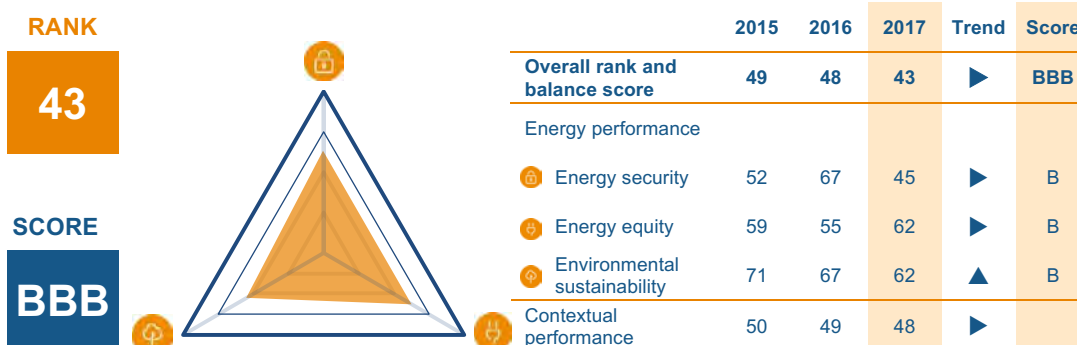 RANK
43
SCORE
BBB
2015 2016 2017 Trend Score
Overall rank and
balance score 49 48 43 BBB
Energy performance
Energy security 52 67 45 B
Energy equity 59 55 62 B
Environmental
sustainability 71 67 62 B
Contextual
performance 50 49 48